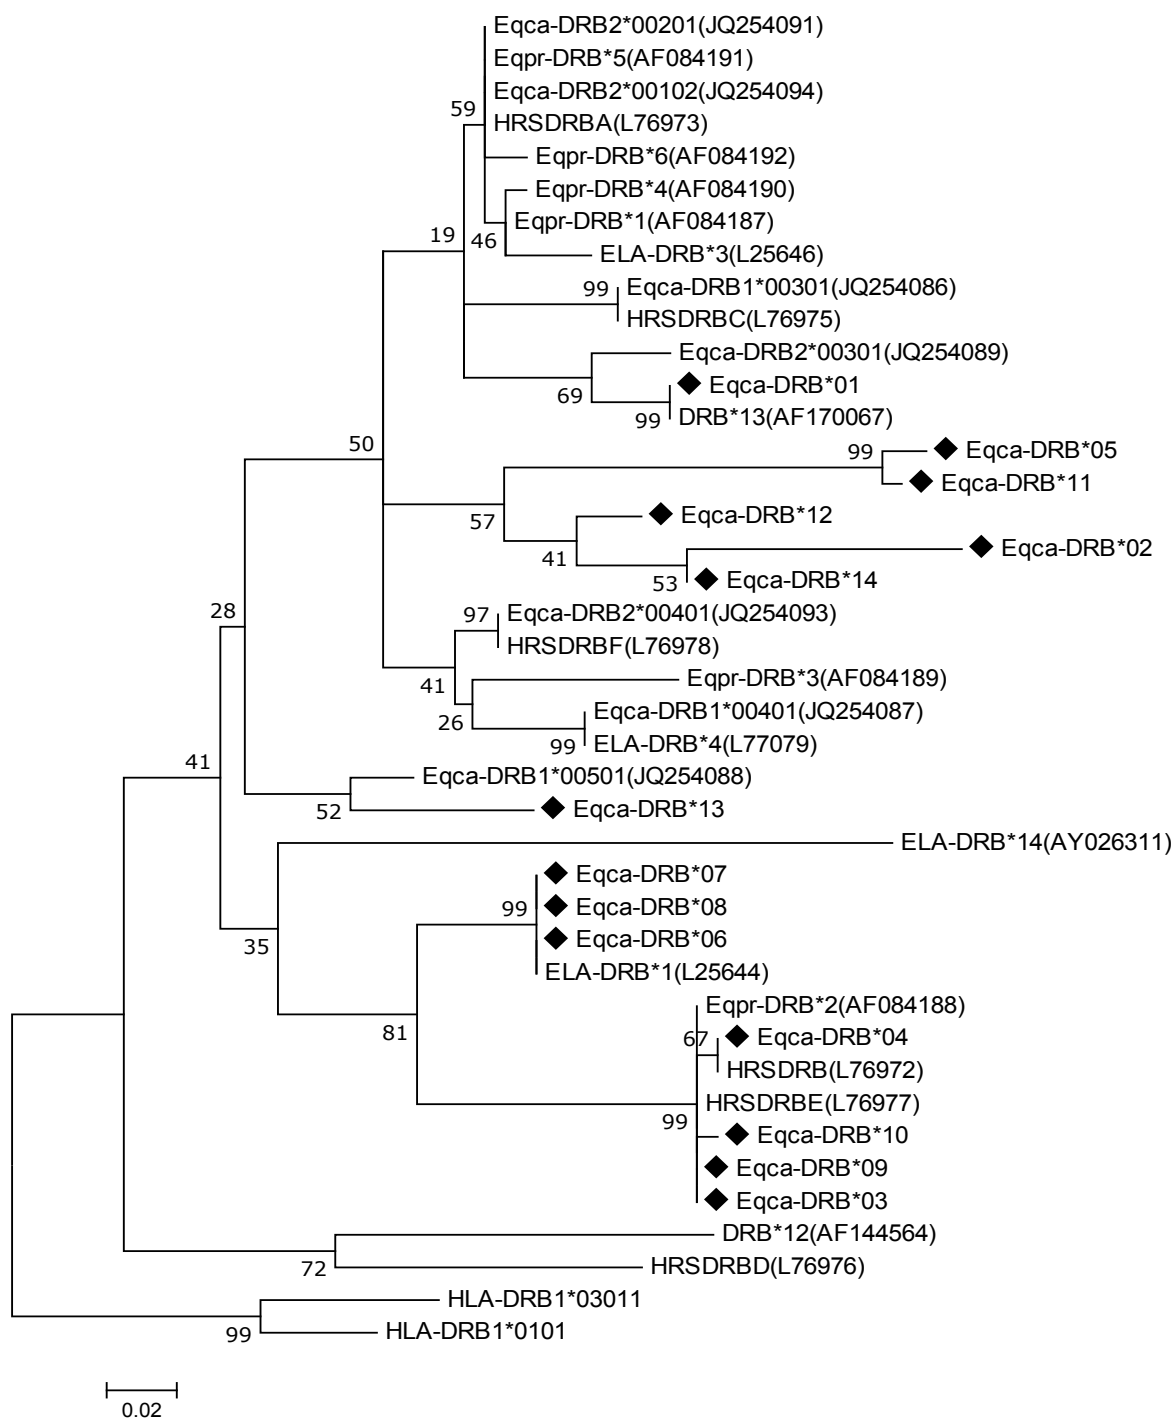 Eqca-DRB2*00201(JQ254091)
Eqpr-DRB*5(AF084191)
Eqca-DRB2*00102(JQ254094)
59
HRSDRBA(L76973)
Eqpr-DRB*6(AF084192)
Eqpr-DRB*4(AF084190)
Eqpr-DRB*1(AF084187)
19
46
ELA-DRB*3(L25646)
99
Eqca-DRB1*00301(JQ254086)
HRSDRBC(L76975)
Eqca-DRB2*00301(JQ254089)
Eqca-DRB*01
69
99
DRB*13(AF170067)
50
99
Eqca-DRB*05
Eqca-DRB*11
57
Eqca-DRB*12
41
Eqca-DRB*02
53
Eqca-DRB*14
28
97
Eqca-DRB2*00401(JQ254093)
HRSDRBF(L76978)
41
Eqpr-DRB*3(AF084189)
26
Eqca-DRB1*00401(JQ254087)
99
ELA-DRB*4(L77079)
41
Eqca-DRB1*00501(JQ254088)
52
Eqca-DRB*13
ELA-DRB*14(AY026311)
Eqca-DRB*07
99
Eqca-DRB*08
35
Eqca-DRB*06
ELA-DRB*1(L25644)
81
Eqpr-DRB*2(AF084188)
67
Eqca-DRB*04
HRSDRB(L76972)
HRSDRBE(L76977)
99
Eqca-DRB*10
Eqca-DRB*09
Eqca-DRB*03
DRB*12(AF144564)
72
HRSDRBD(L76976)
HLA-DRB1*03011
99
HLA-DRB1*0101
0.02